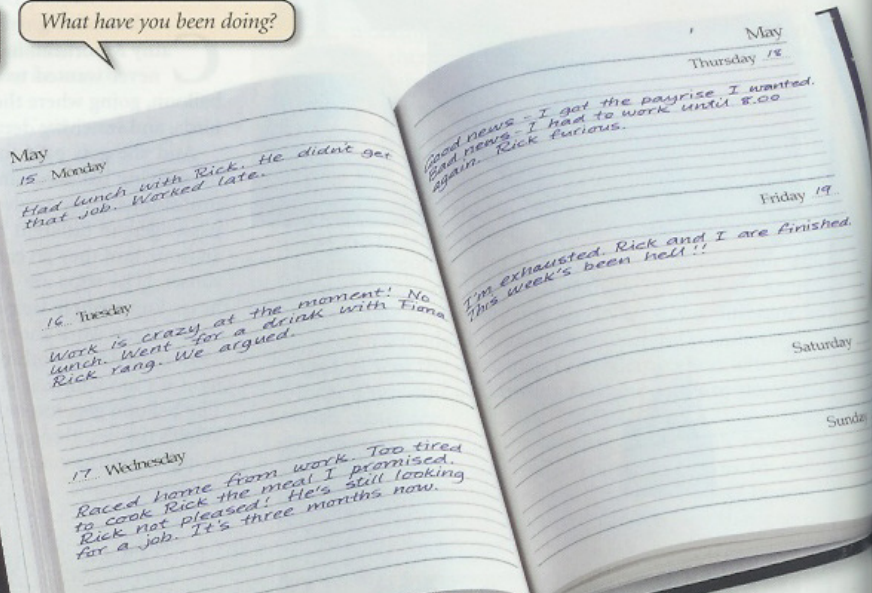 What have you been doing?
May
15 Monday
Had lunch with Rick. He didn't get
that job. Worked late.
16 Tuesday
Work is crazy at the moment! No
lunch. Went for a drink with Fiona
Rick rang. We argued.
17 Wednesday
Raced home from work. Too tired
to cook Rick the meal I promised.
Rick not pleased! He's still looking
for a job. It's three months now.
May
Thursday 18
Good news – I got the payrise I wanted.
Bad news – I had to work until 8.00
again. Rick furious.
Friday 19
I'm exhausted. Rick and I are finished.
This week's been hell!!
Saturday
Sunday